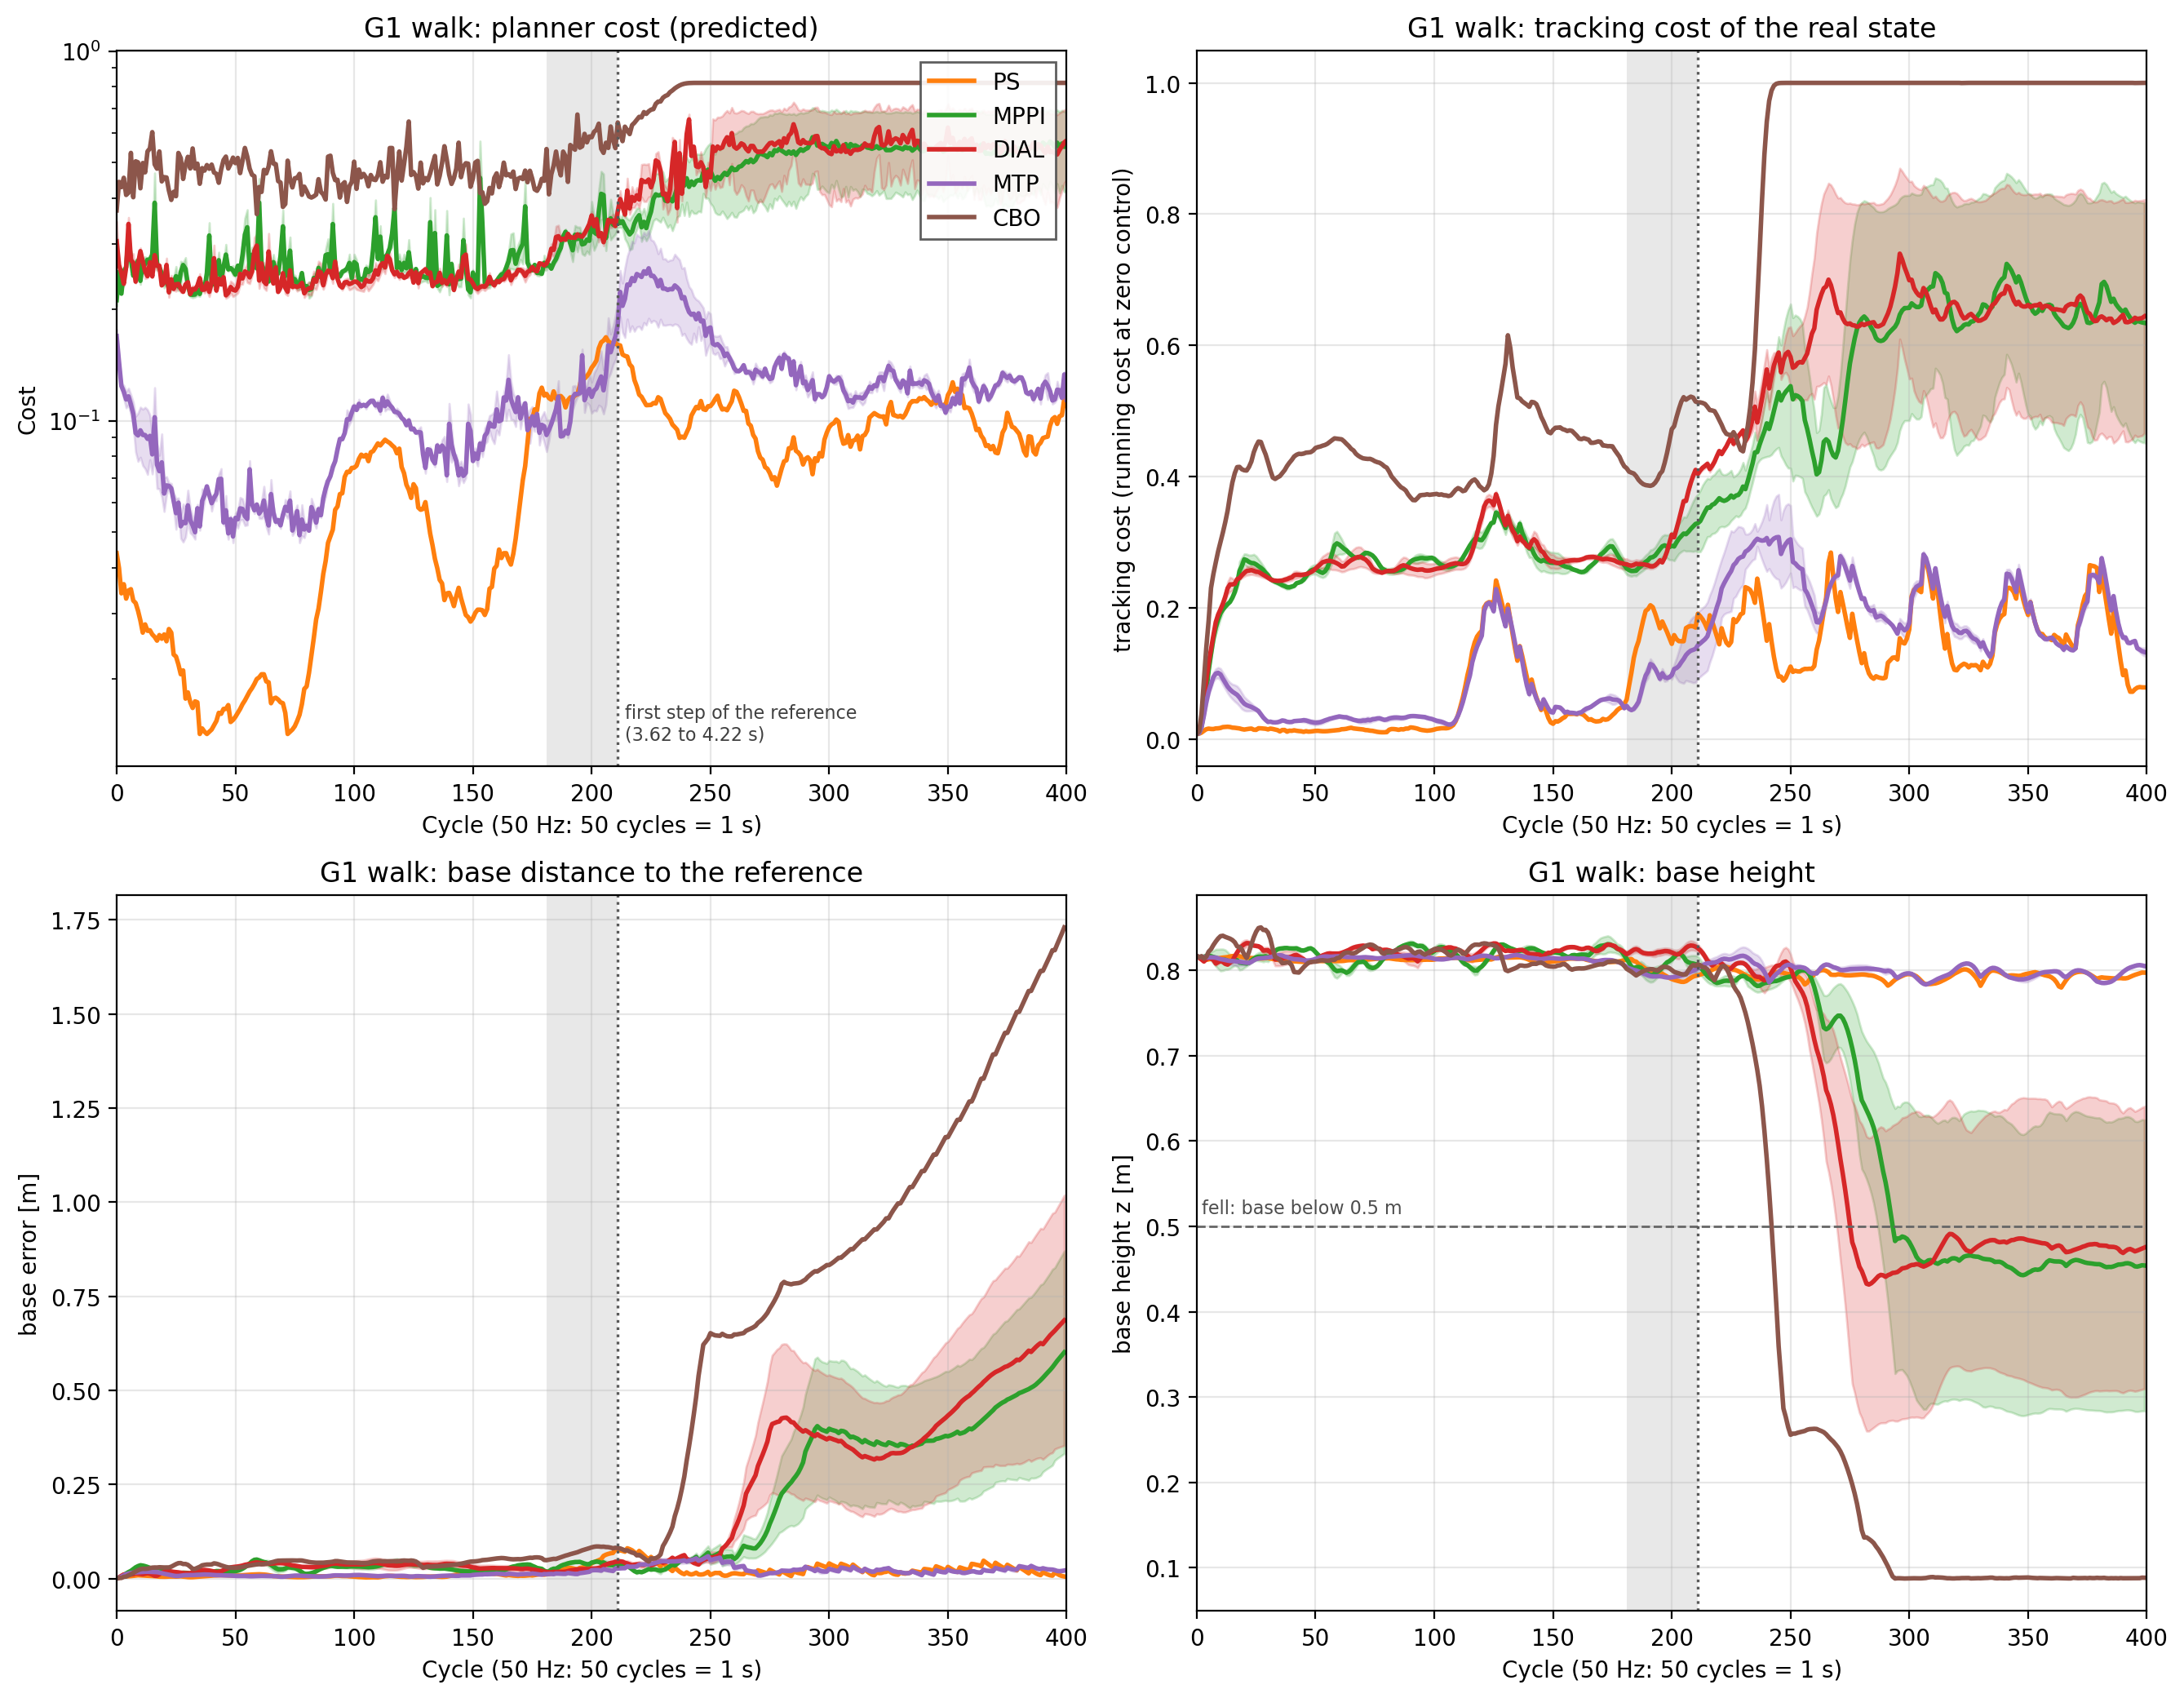 G1 walk: planner cost (predicted)
10⁰
10⁻¹
Cost
PS
MPPI
DIAL
MTP
CBO
first step of the reference
(3.62 to 4.22 s)
0 50 100 150 200 250 300 350 400
Cycle (50 Hz: 50 cycles = 1 s)
G1 walk: tracking cost of the real state
1.0
0.8
0.6
0.4
0.2
0.0
tracking cost (running cost at zero control)
0 50 100 150 200 250 300 350 400
Cycle (50 Hz: 50 cycles = 1 s)
G1 walk: base distance to the reference
1.75
1.50
1.25
1.00
0.75
0.50
0.25
0.00
base error [m]
0 50 100 150 200 250 300 350 400
Cycle (50 Hz: 50 cycles = 1 s)
G1 walk: base height
0.8
0.7
0.6
0.5
0.4
0.3
0.2
0.1
base height z [m]
fell: base below 0.5 m
0 50 100 150 200 250 300 350 400
Cycle (50 Hz: 50 cycles = 1 s)